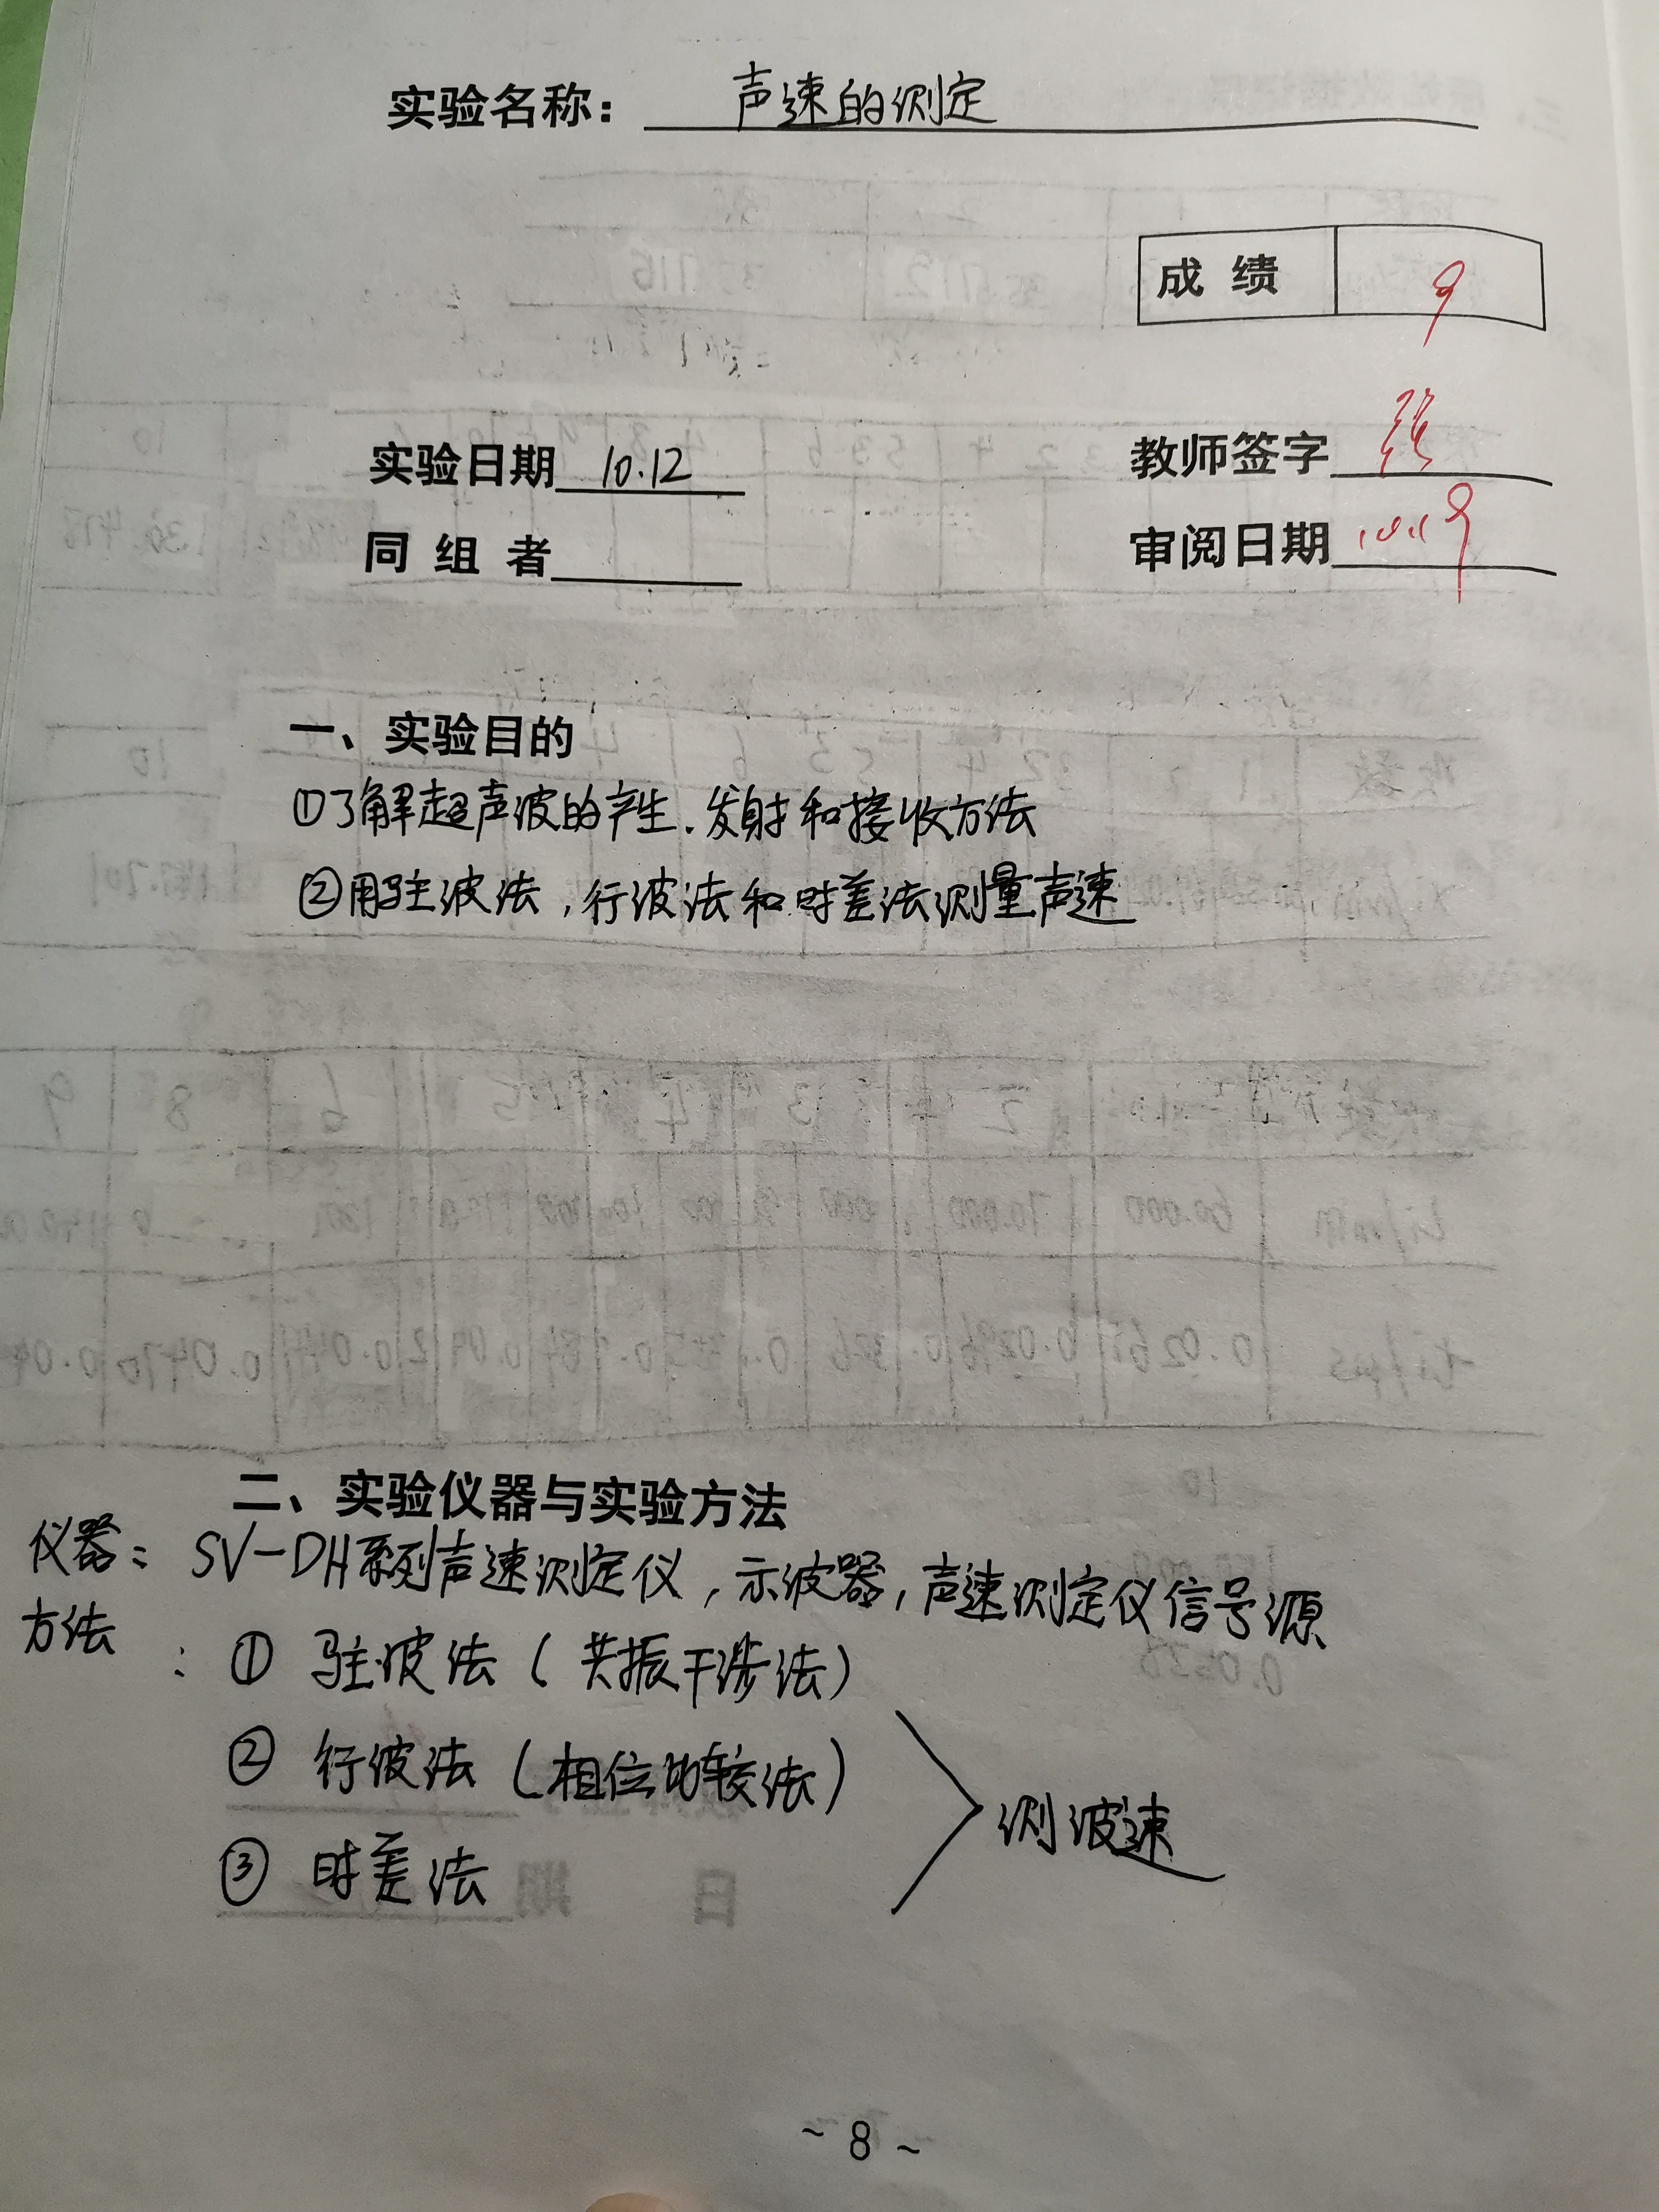 实验名称：声速的测定
成绩 9
实验日期 10.12
教师签字
同组者
审阅日期 10.19
一、实验目的
①了解超声波的产生、发射和接收方法
②用驻波法，行波法和时差法测量声速
二、实验仪器与实验方法
仪器：SV-DH系列声速测定仪，示波器，声速测定仪信号源
方法：① 驻波法（共振干涉法）
② 行波法（相位比较法）
③ 时差法
测波速
~8~